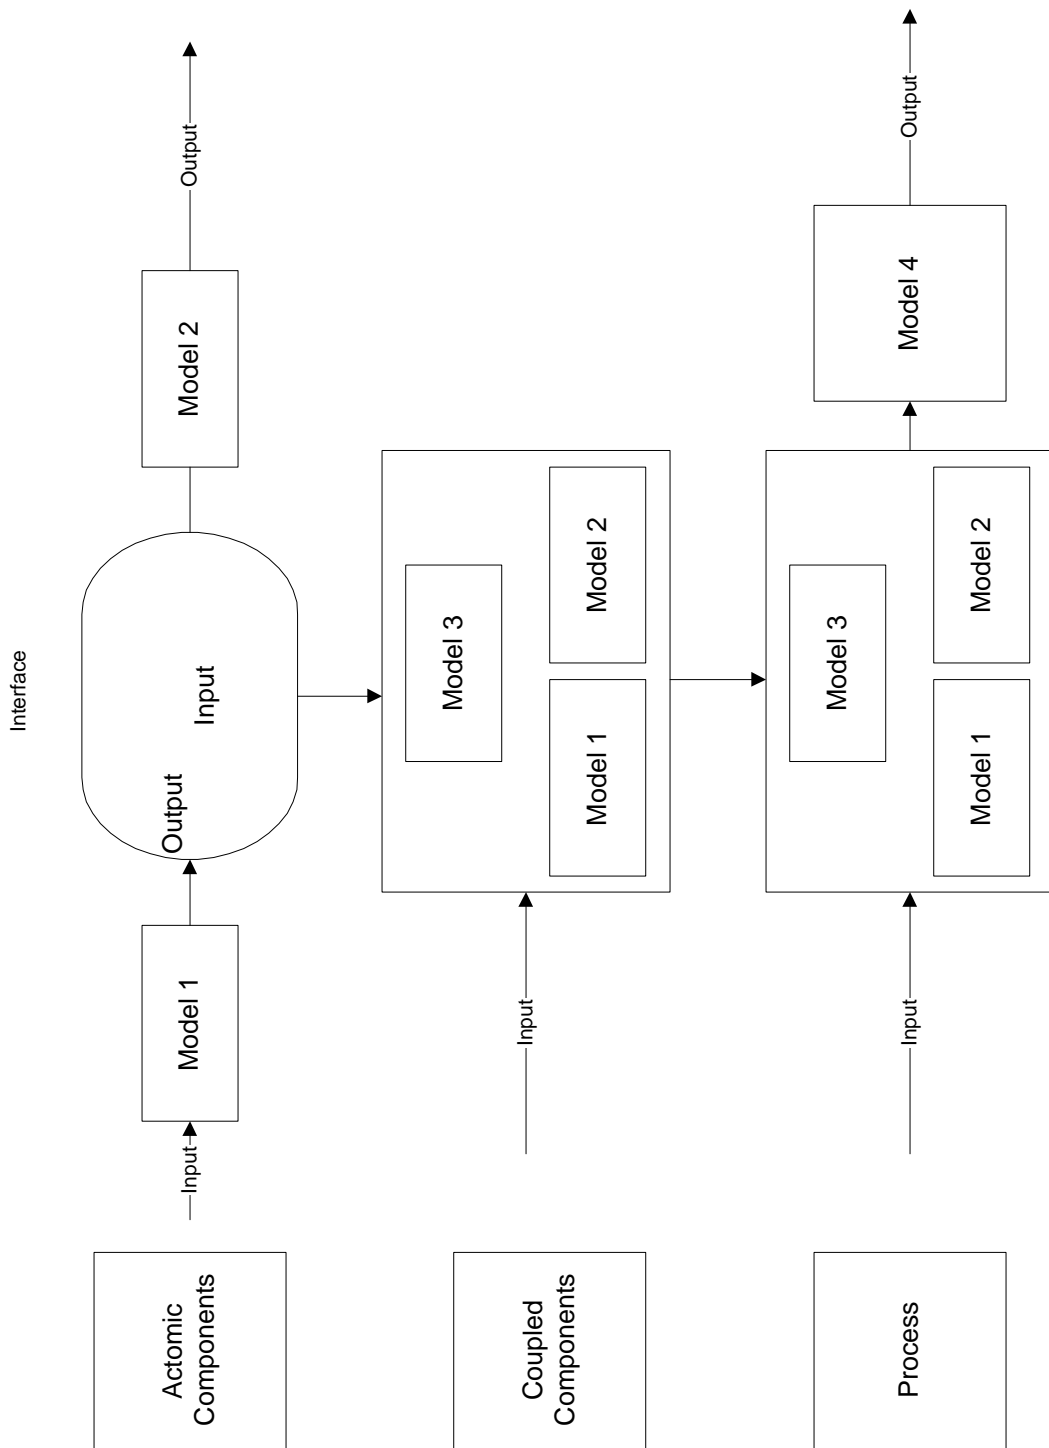 Interface
Actomic
Components
Input
Model 1
Output
Input
Model 2
Output
Coupled
Components
Input
Model 3
Model 1
Model 2
Process
Input
Model 3
Model 1
Model 2
Model 4
Output